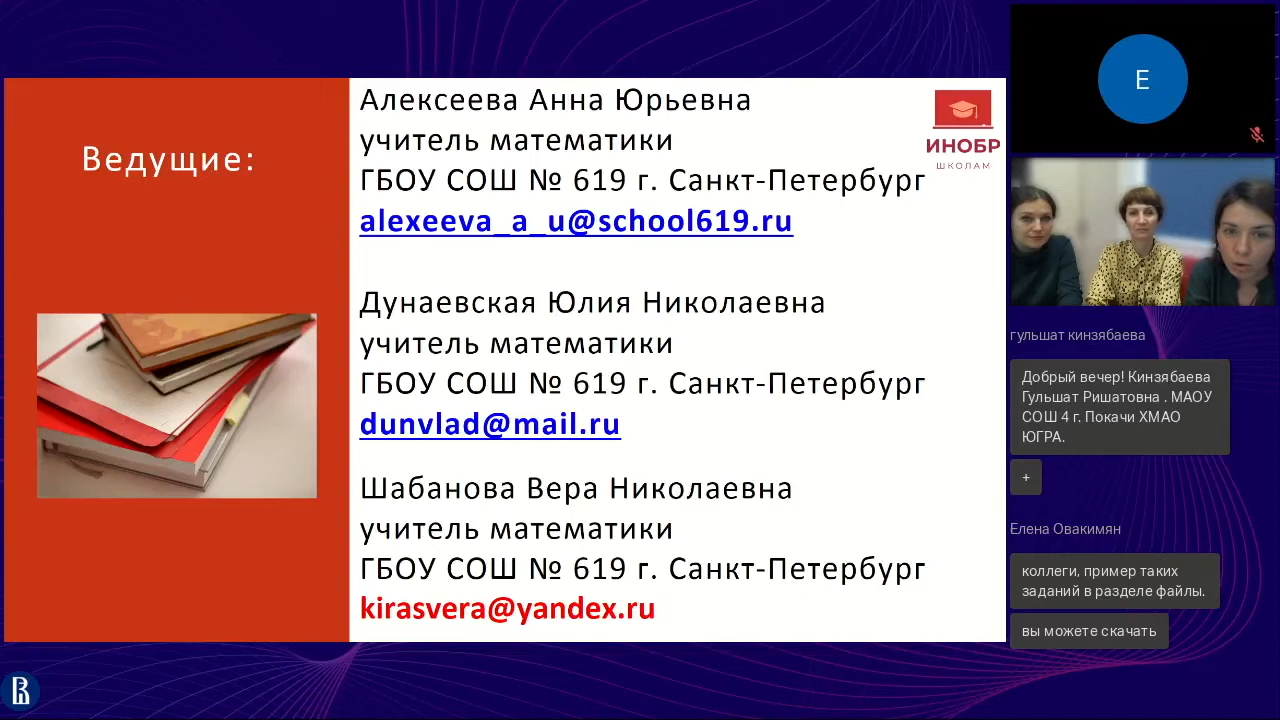 Ведущие:
Алексеева Анна Юрьевна
учитель математики
ГБОУ СОШ № 619 г. Санкт-Петербург
alexeeva_a_u@school619.ru
Дунаевская Юлия Николаевна
учитель математики
ГБОУ СОШ № 619 г. Санкт-Петербург
dunvlad@mail.ru
Шабанова Вера Николаевна
учитель математики
ГБОУ СОШ № 619 г. Санкт-Петербург
kirasvera@yandex.ru
ИНОБР
ШКОЛАМ
E
гульшат кинзябаева
Добрый вечер! Кинзябаева
Гульшат Ришатовна . МАОУ
СОШ 4 г. Покачи ХМАО
ЮГРА.
+
Елена Овакимян
коллеги, пример таких
заданий в разделе файлы.
вы можете скачать